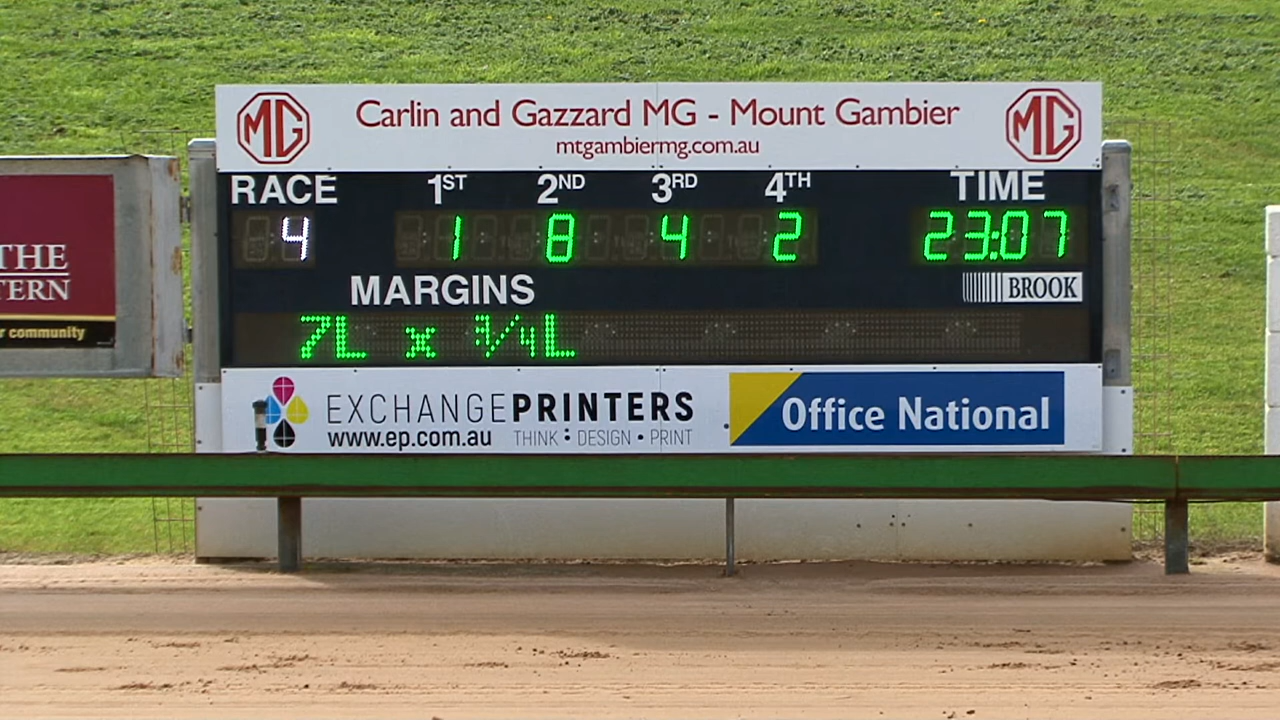 MG Carlin and Gazzard MG - Mount Gambier MG
mtgambiermg.com.au
RACE 1ST 2ND 3RD 4TH TIME
4 1 8 4 2 23:07
MARGINS BROOK
7L x 3/4L
THE
TERN
r community
EXCHANGEPRINTERS
www.ep.com.au THINK : DESIGN • PRINT
Office National